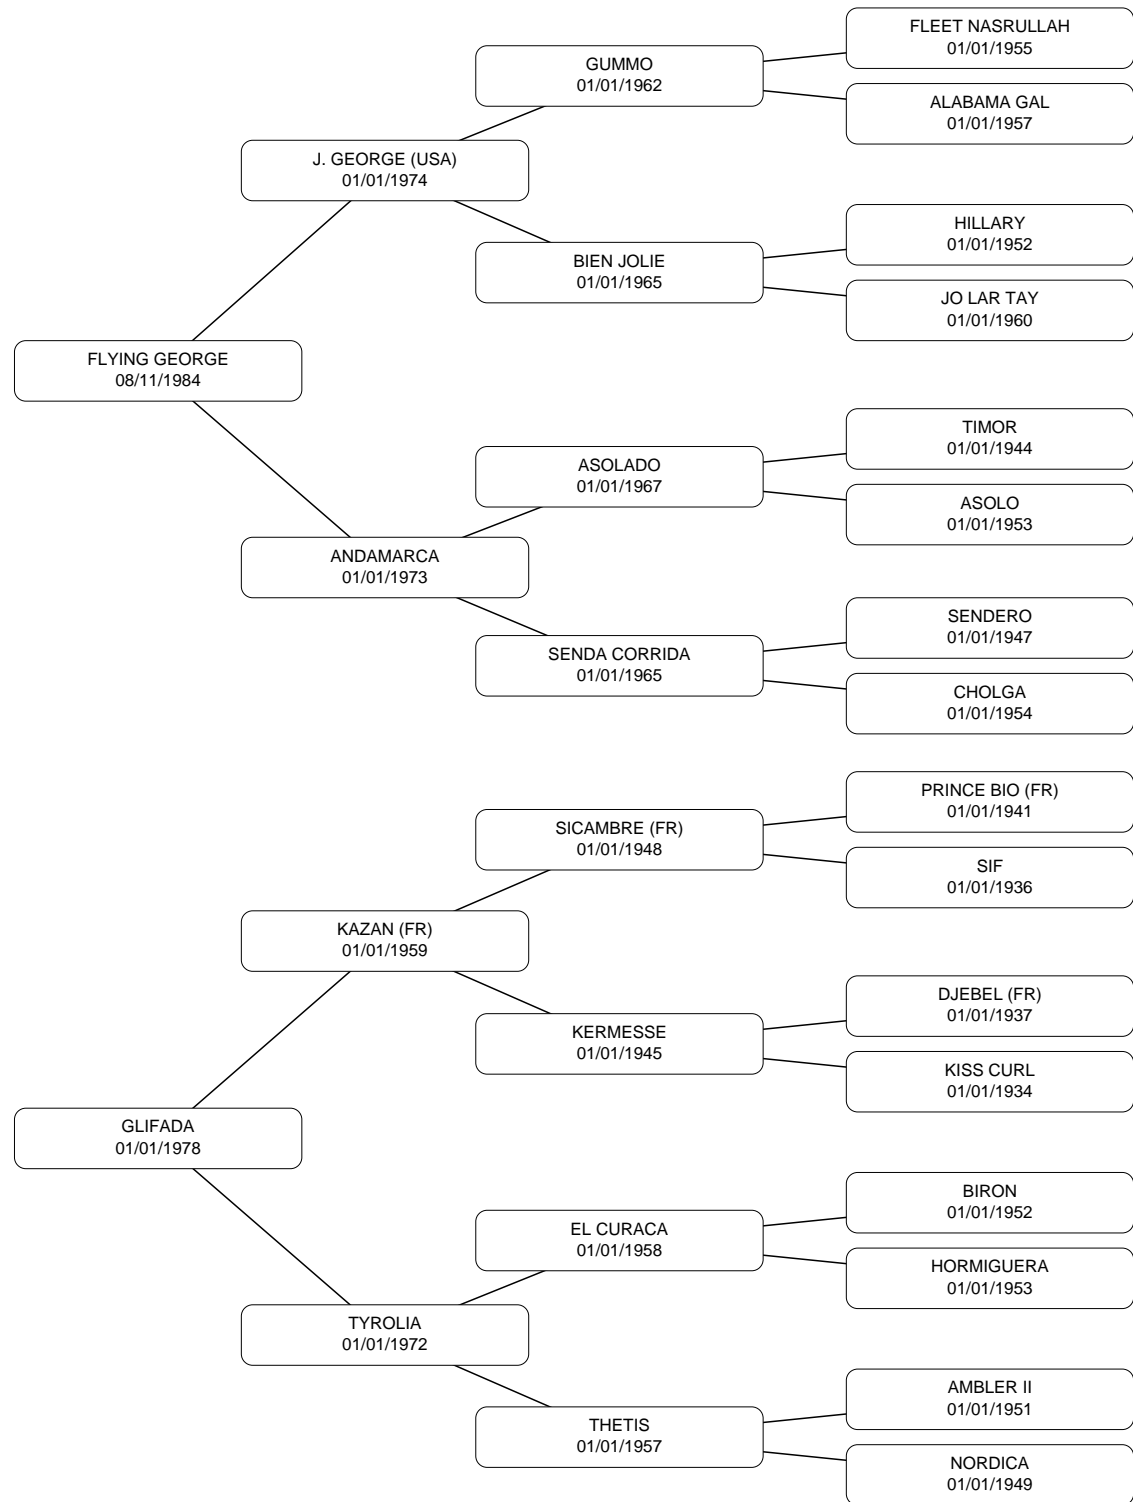 FLEET NASRULLAH
01/01/1955
GUMMO
01/01/1962
ALABAMA GAL
01/01/1957
J. GEORGE (USA)
01/01/1974
HILLARY
01/01/1952
BIEN JOLIE
01/01/1965
JO LAR TAY
01/01/1960
FLYING GEORGE
08/11/1984
TIMOR
01/01/1944
ASOLADO
01/01/1967
ASOLO
01/01/1953
ANDAMARCA
01/01/1973
SENDERO
01/01/1947
SENDA CORRIDA
01/01/1965
CHOLGA
01/01/1954
PRINCE BIO (FR)
01/01/1941
SICAMBRE (FR)
01/01/1948
SIF
01/01/1936
KAZAN (FR)
01/01/1959
DJEBEL (FR)
01/01/1937
KERMESSE
01/01/1945
KISS CURL
01/01/1934
GLIFADA
01/01/1978
BIRON
01/01/1952
EL CURACA
01/01/1958
HORMIGUERA
01/01/1953
TYROLIA
01/01/1972
AMBLER II
01/01/1951
THETIS
01/01/1957
NORDICA
01/01/1949